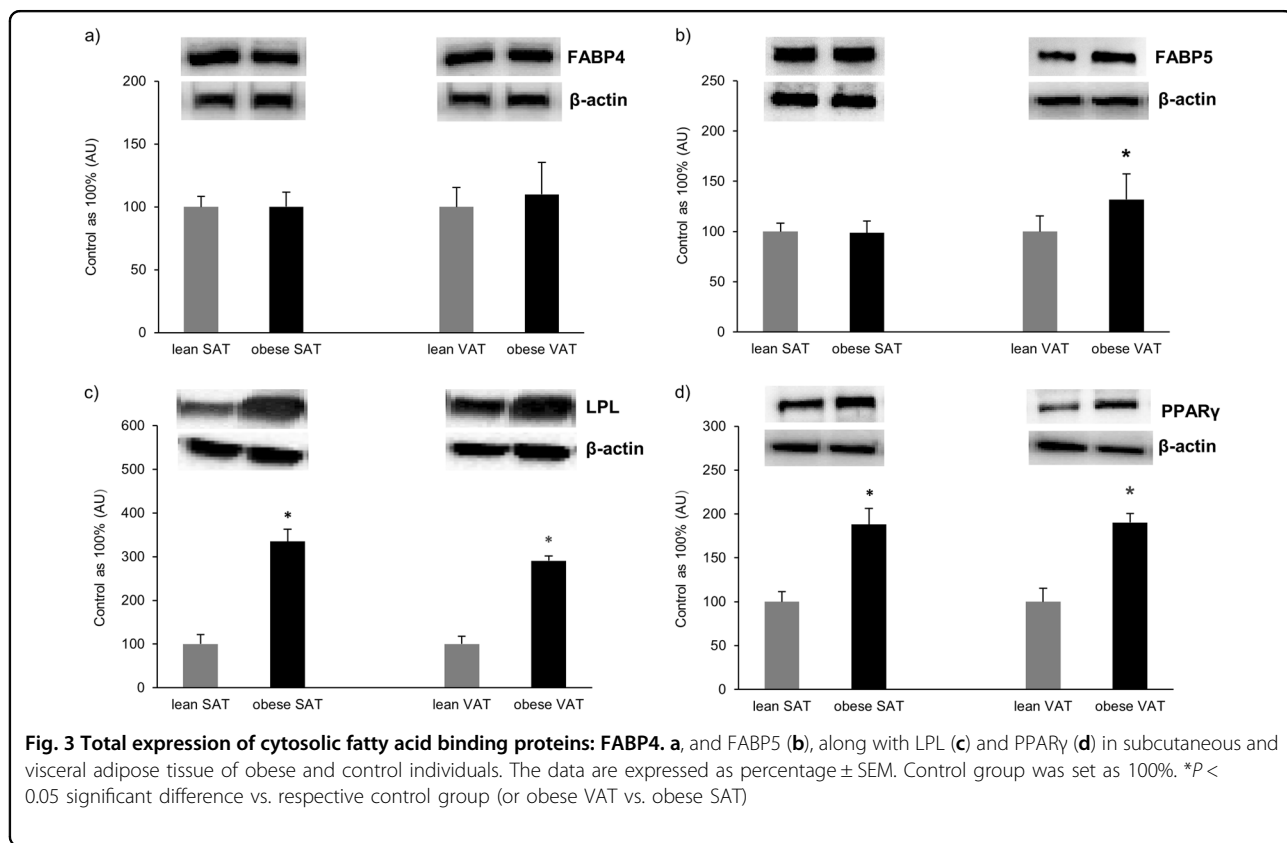 a)
FABP4
β-actin
Control as 100% (AU)
200
150
100
50
0
lean SAT obese SAT lean VAT obese VAT
b)
FABP5
β-actin
Control as 100% (AU)
250
200
150
*
100
50
0
lean SAT obese SAT lean VAT obese VAT
c)
LPL
β-actin
Control as 100% (AU)
600
500
400
* *
300
200
100
0
lean SAT obese SAT lean VAT obese VAT
d)
PPARγ
β-actin
Control as 100% (AU)
300
250
* *
200
150
100
50
0
lean SAT obese SAT lean VAT obese VAT
Fig. 3 Total expression of cytosolic fatty acid binding proteins: FABP4. a, and FABP5 (b), along with LPL (c) and PPARγ (d) in subcutaneous and
visceral adipose tissue of obese and control individuals. The data are expressed as percentage ± SEM. Control group was set as 100%. *P <
0.05 significant difference vs. respective control group (or obese VAT vs. obese SAT)